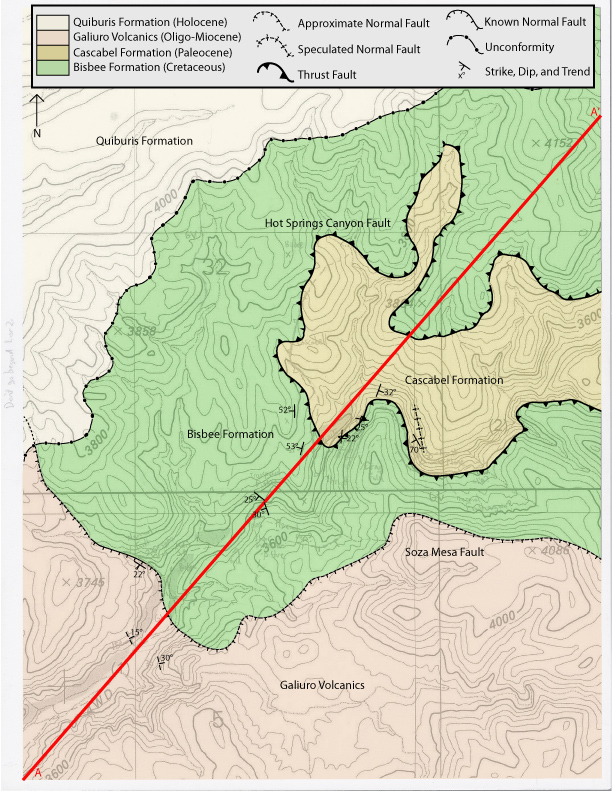 Quiburis Formation (Holocene)
Galiuro Volcanics (Oligo-Miocene)
Cascabel Formation (Paleocene)
Bisbee Formation (Cretaceous)
Approximate Normal Fault
Speculated Normal Fault
Thrust Fault
Known Normal Fault
Unconformity
x°
Strike, Dip, and Trend
N
A'
Quiburis Formation
4152
4000
Hot Springs Canyon Fault
32
3858
3600
Cascabel Formation
32°
52°
25°
22°
Bisbee Formation
53°
70°
3800
25°
30°
3600
Soza Mesa Fault
4086
22°
3745
4000
15°
30°
Galiuro Volcanics
5
A
3600